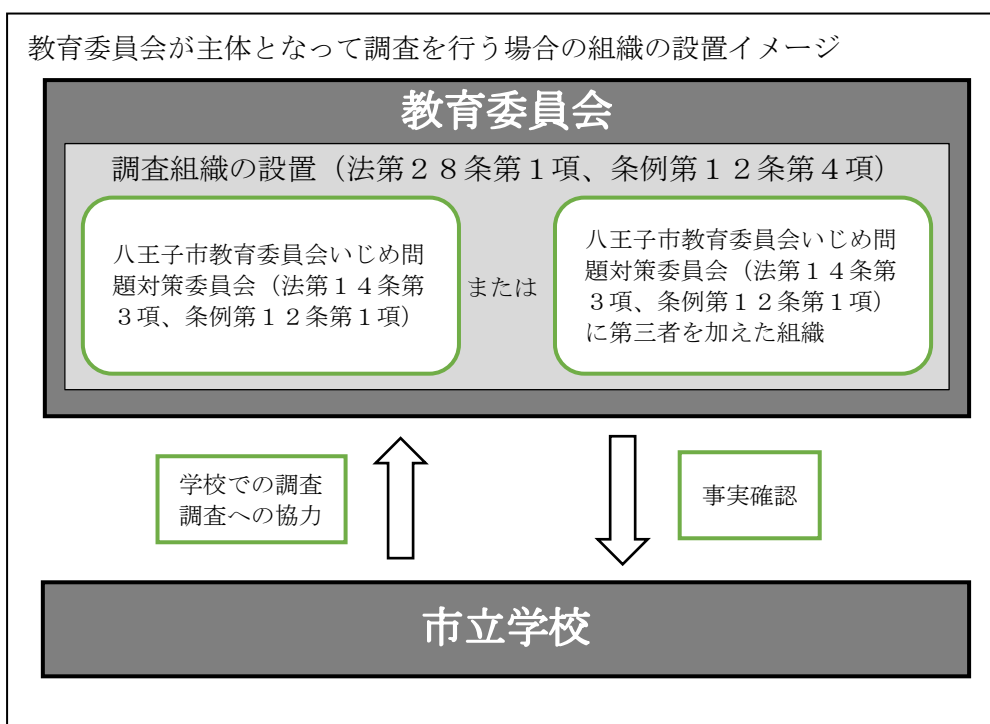 教育委員会が主体となって調査を行う場合の組織の設置イメージ
教育委員会
調査組織の設置（法第２８条第１項、条例第１２条第４項）
八王子市教育委員会いじめ問
題対策委員会（法第１４条第
３項、条例第１２条第１項）
または
八王子市教育委員会いじめ問
題対策委員会（法第１４条第
３項、条例第１２条第１項）
に第三者を加えた組織
学校での調査
調査への協力
事実確認
市立学校